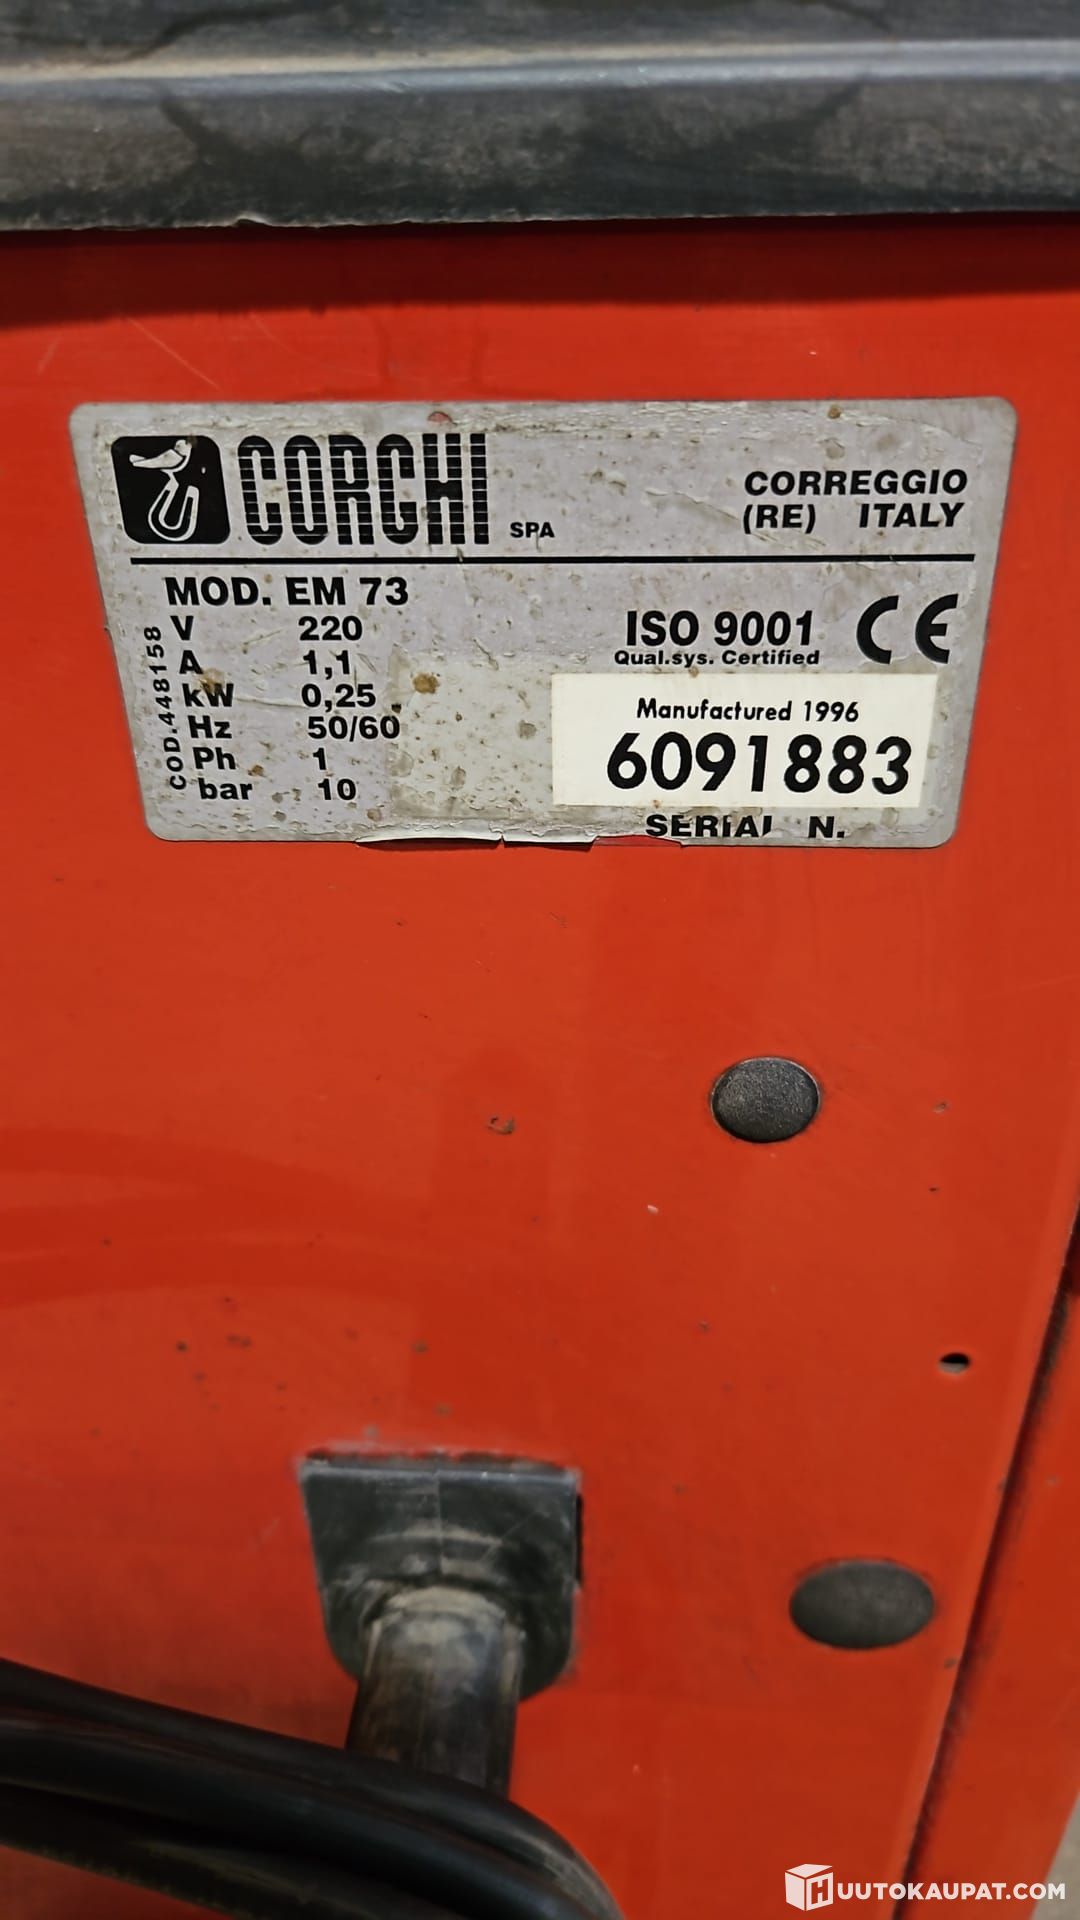 CORGHI SPA
CORREGGIO
(RE) ITALY
MOD. EM 73
V 220
A 1,1
kW 0,25
Hz 50/60
Ph 1
bar 10
COD.448158
ISO 9001 CE
Qual.sys. Certified
Manufactured 1996
6091883
SERIAL N.
HUUTOKAUPAT.COM